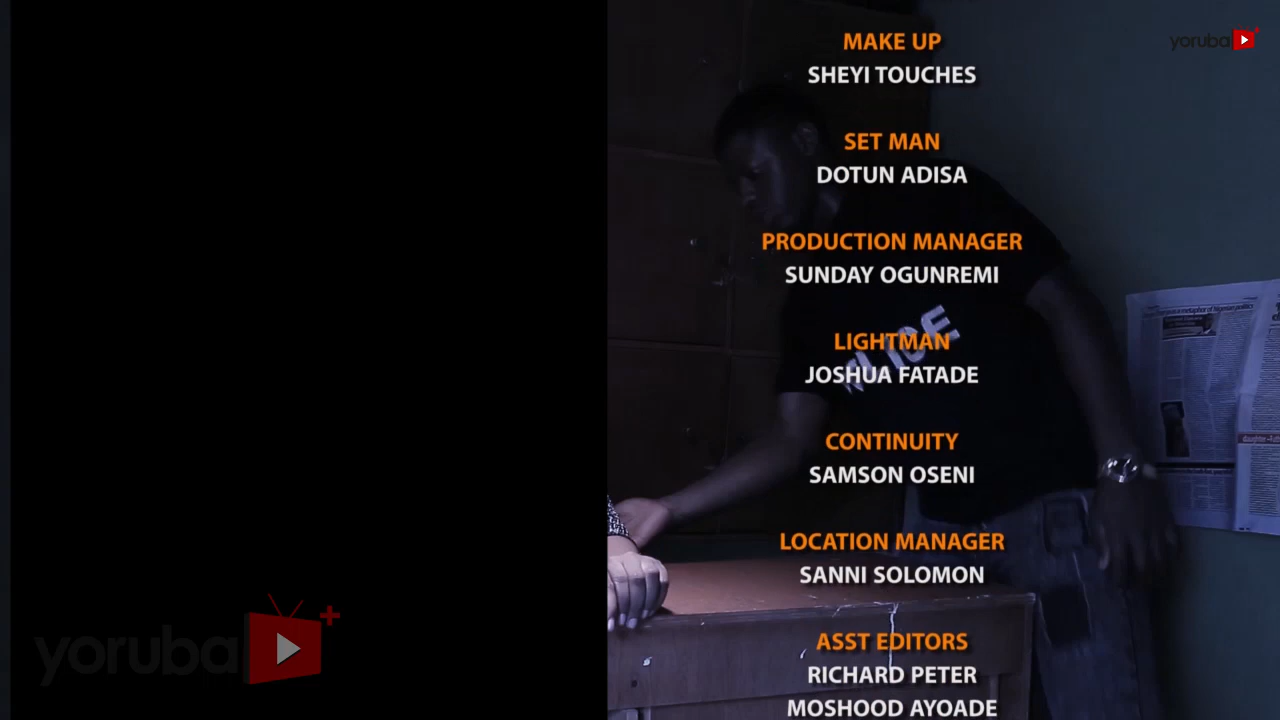 MAKE UP
SHEYI TOUCHES
SET MAN
DOTUN ADISA
PRODUCTION MANAGER
SUNDAY OGUNREMI
LIGHTMAN
JOSHUA FATADE
CONTINUITY
SAMSON OSENI
LOCATION MANAGER
SANNI SOLOMON
ASST EDITORS
RICHARD PETER
MOSHOOD AYOADE
yoruba
yoruba+